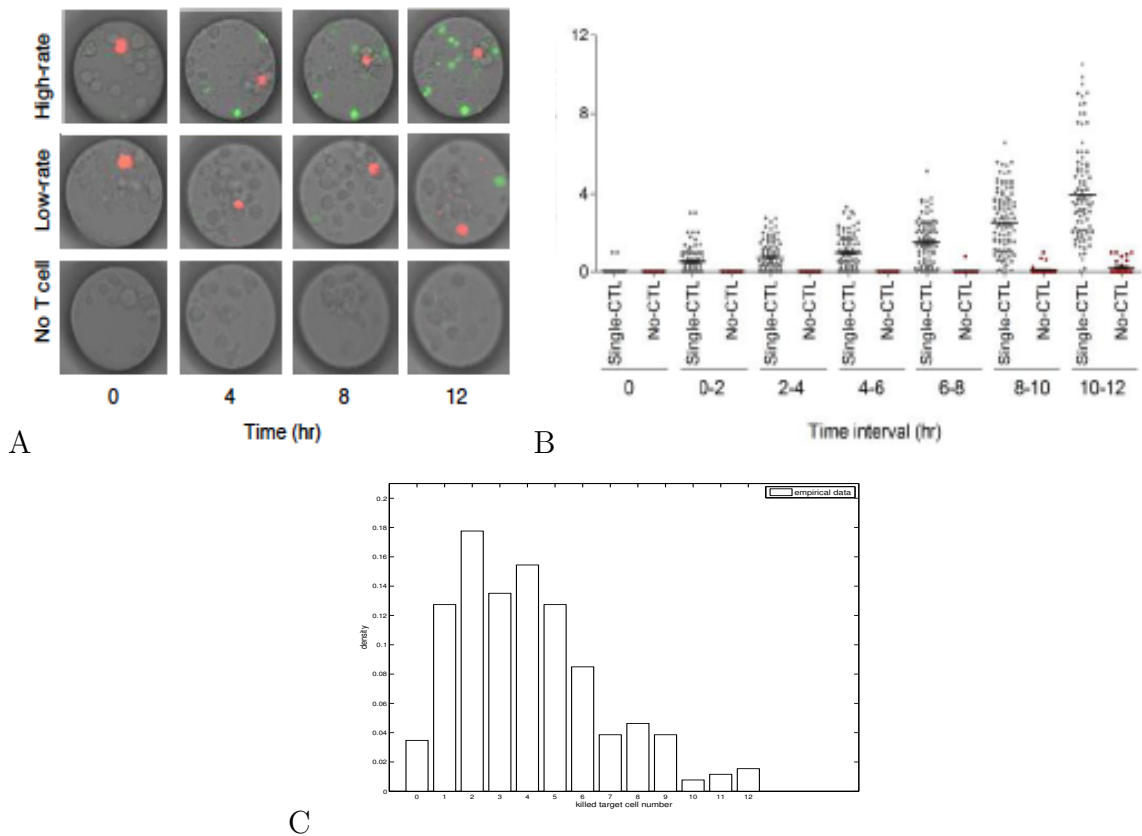 High-rate
Low-rate
No T cell
0 4 8 12
Time (hr)
A
12
8
4
0
Single-CTL No-CTL Single-CTL No-CTL Single-CTL No-CTL Single-CTL No-CTL Single-CTL No-CTL Single-CTL No-CTL Single-CTL No-CTL
0 0-2 2-4 4-6 6-8 8-10 10-12
Time interval (hr)
B
empirical data
0.2
0.18
0.16
0.14
0.12
0.1
0.08
0.06
0.04
0.02
0
density
0 1 2 3 4 5 6 7 8 9 10 11 12
killed target cell number
C